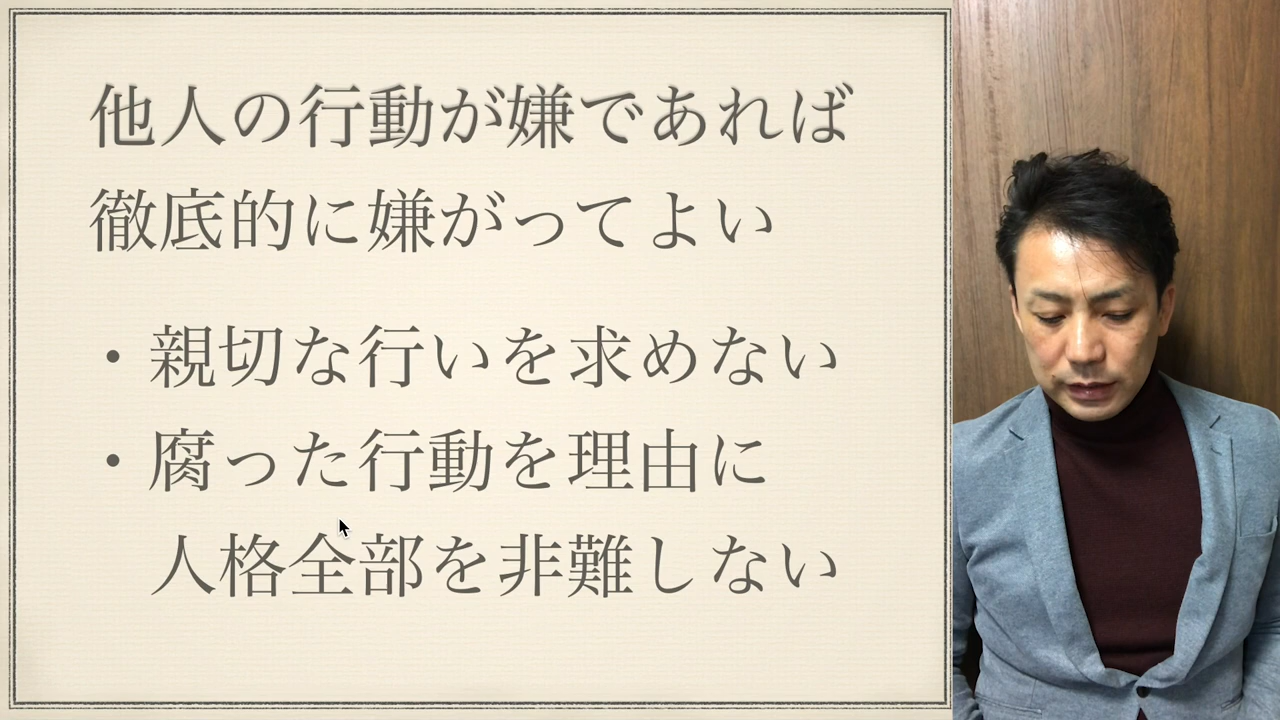 他人の行動が嫌であれば
徹底的に嫌がってよい
・親切な行いを求めない
・腐った行動を理由に
人格全部を非難しない